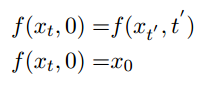 f(x_t, 0) = f(x_{t'}, t')
f(x_t, 0) = x_0